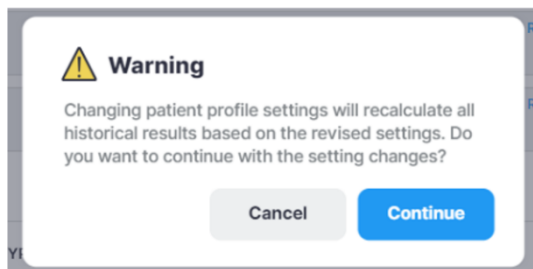 Warning
Changing patient profile settings will recalculate all
historical results based on the revised settings. Do
you want to continue with the setting changes?
Cancel Continue